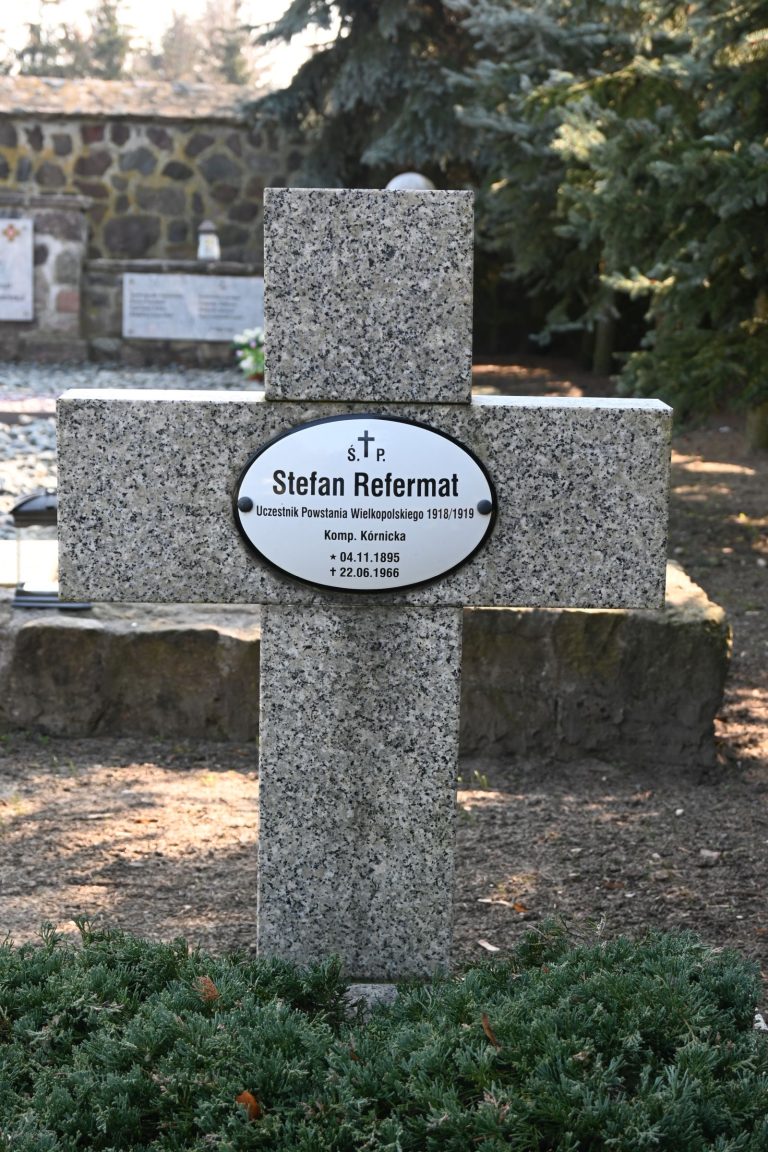 Ś. † P.
Stefan Refermat
Uczestnik Powstania Wielkopolskiego 1918/1919
Komp. Kórnicka
★ 04.11.1895
† 22.06.1966